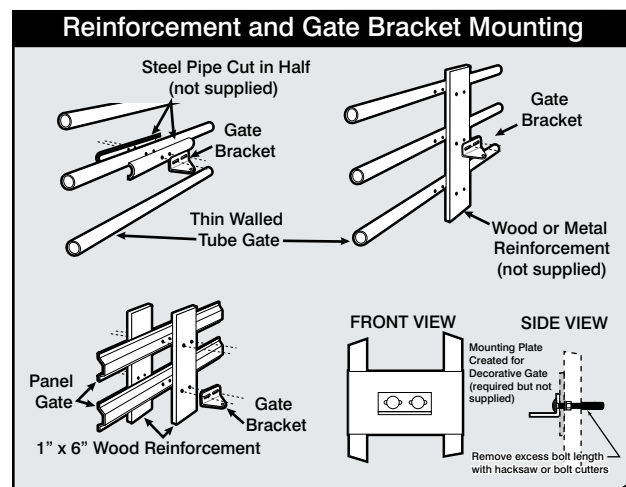 Reinforcement and Gate Bracket Mounting
Steel Pipe Cut in Half
(not supplied)
Gate
Bracket
Gate
Bracket
Thin Walled
Tube Gate
Wood or Metal
Reinforcement
(not supplied)
Panel
Gate
Gate
Bracket
1” x 6” Wood Reinforcement
FRONT VIEW
SIDE VIEW
Mounting Plate
Created for
Decorative Gate
(required but not
supplied)
Remove excess bolt length
with hacksaw or bolt cutters